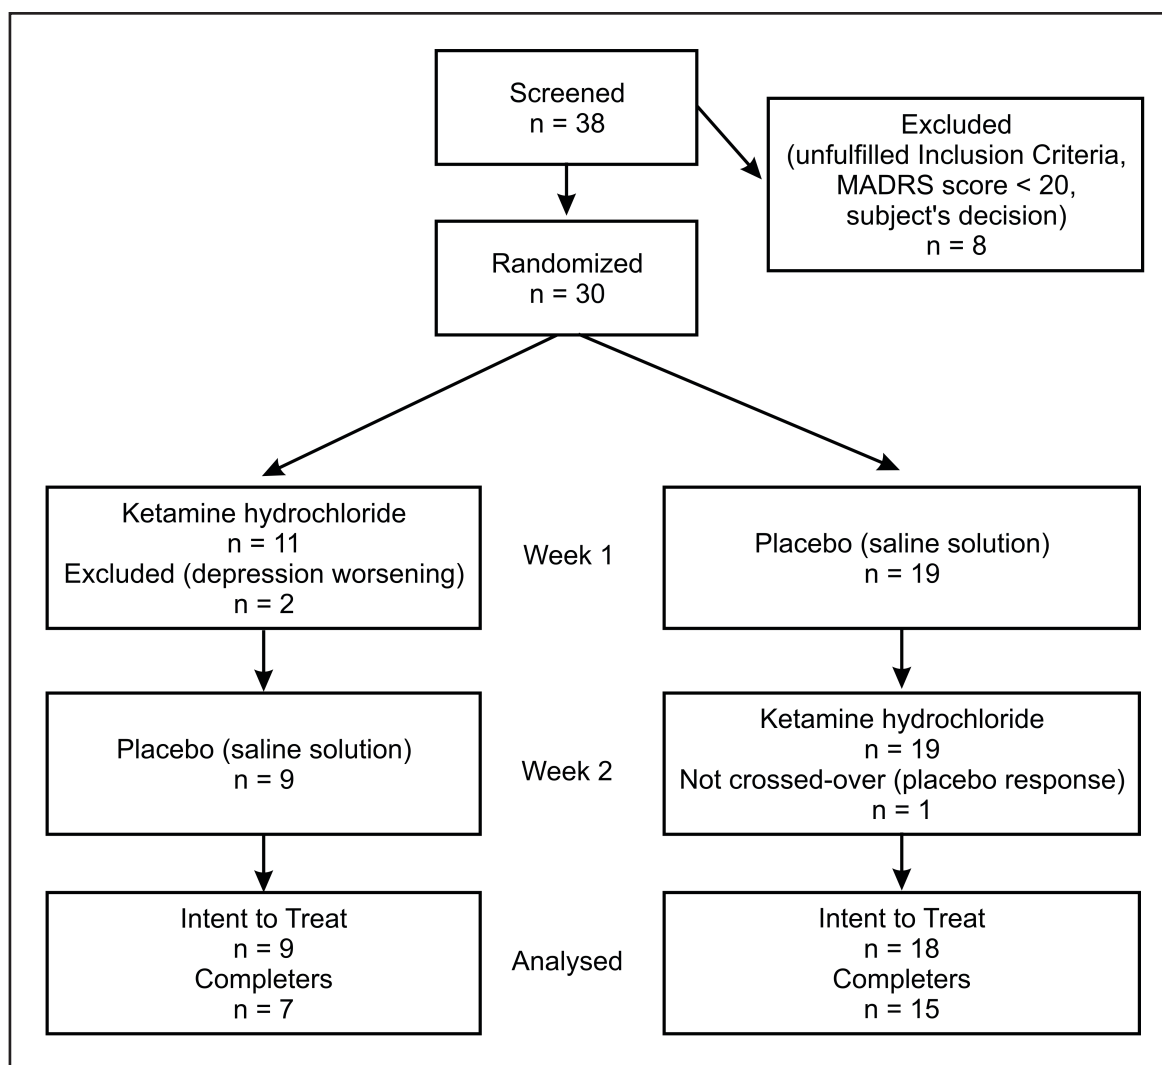 Screened
n = 38
Excluded
(unfulfilled Inclusion Criteria,
MADRS score < 20,
subject's decision)
n = 8
Randomized
n = 30
Ketamine hydrochloride
n = 11
Excluded (depression worsening)
n = 2
Week 1
Placebo (saline solution)
n = 19
Placebo (saline solution)
n = 9
Week 2
Ketamine hydrochloride
n = 19
Not crossed-over (placebo response)
n = 1
Intent to Treat
n = 9
Completers
n = 7
Analysed
Intent to Treat
n = 18
Completers
n = 15